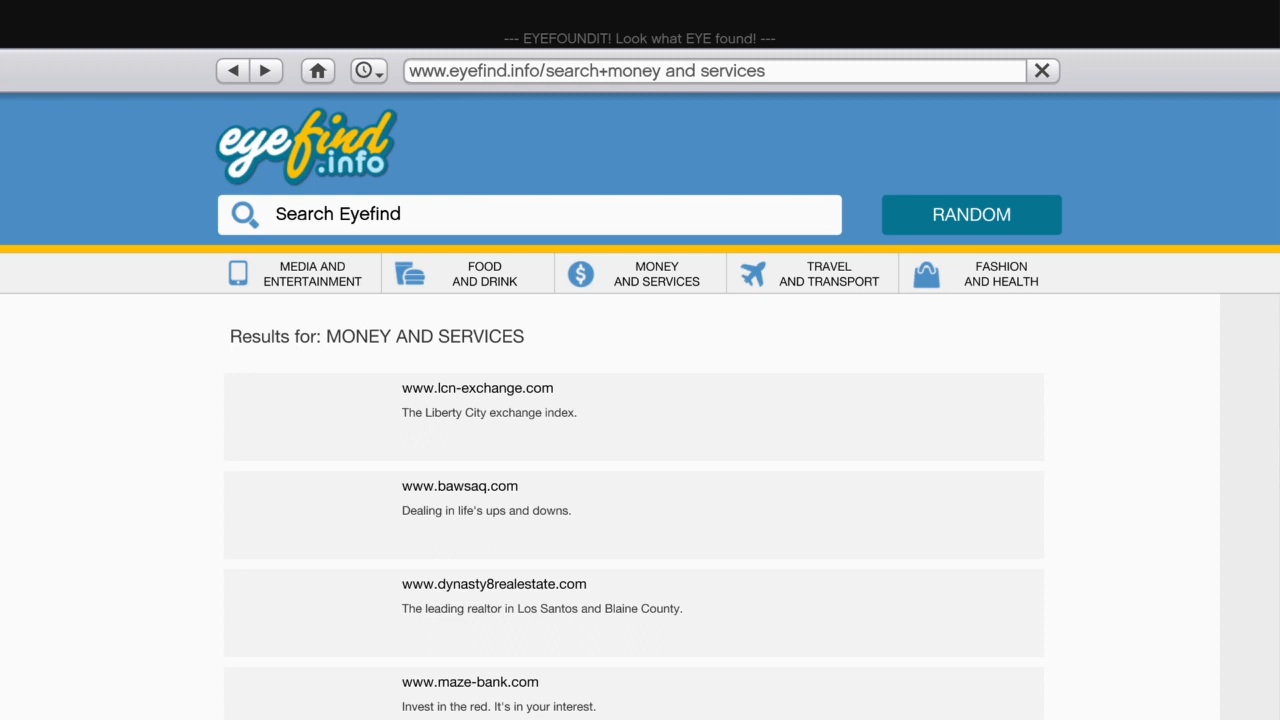 --- EYEFOUNDIT! Look what EYE found! ---
www.eyefind.info/search+money and services
eyefind
.info
Search Eyefind
RANDOM
MEDIA AND
ENTERTAINMENT
FOOD
AND DRINK
MONEY
AND SERVICES
TRAVEL
AND TRANSPORT
FASHION
AND HEALTH
Results for: MONEY AND SERVICES
www.lcn-exchange.com
The Liberty City exchange index.
www.bawsaq.com
Dealing in life's ups and downs.
www.dynasty8realestate.com
The leading realtor in Los Santos and Blaine County.
www.maze-bank.com
Invest in the red. It's in your interest.